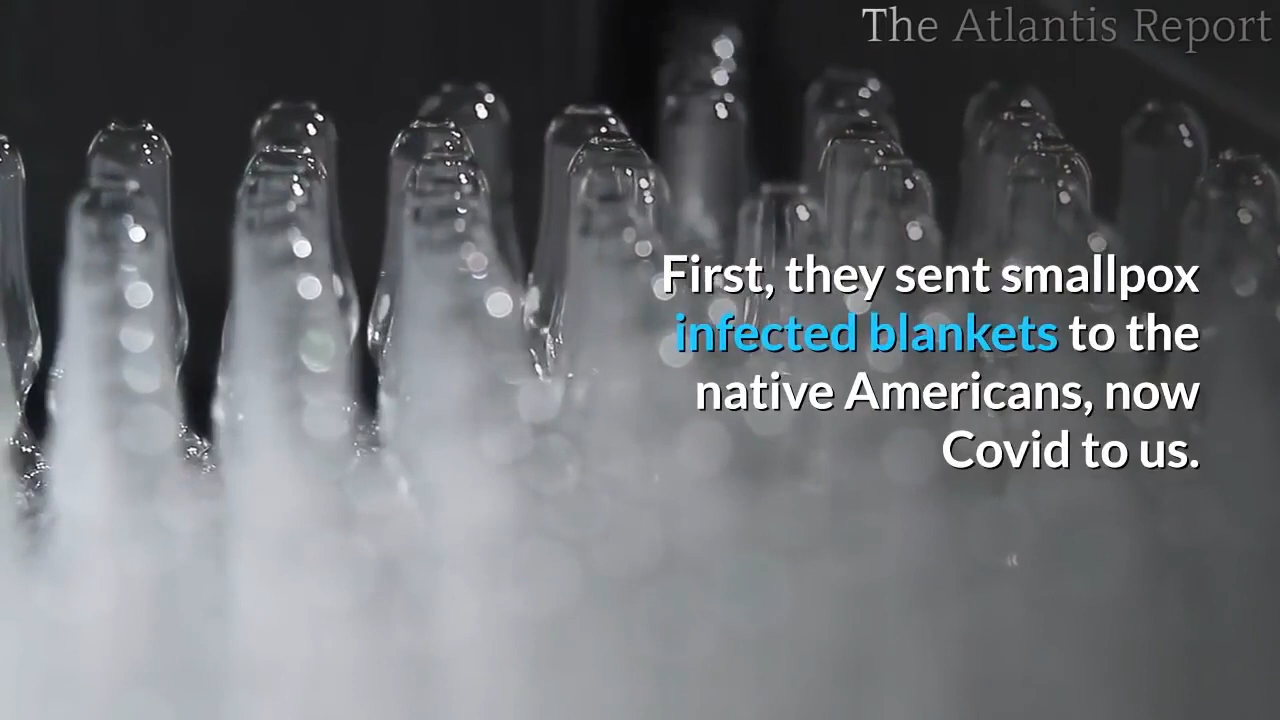 The Atlantis Report
First, they sent smallpox
infected blankets to the
native Americans, now
Covid to us.